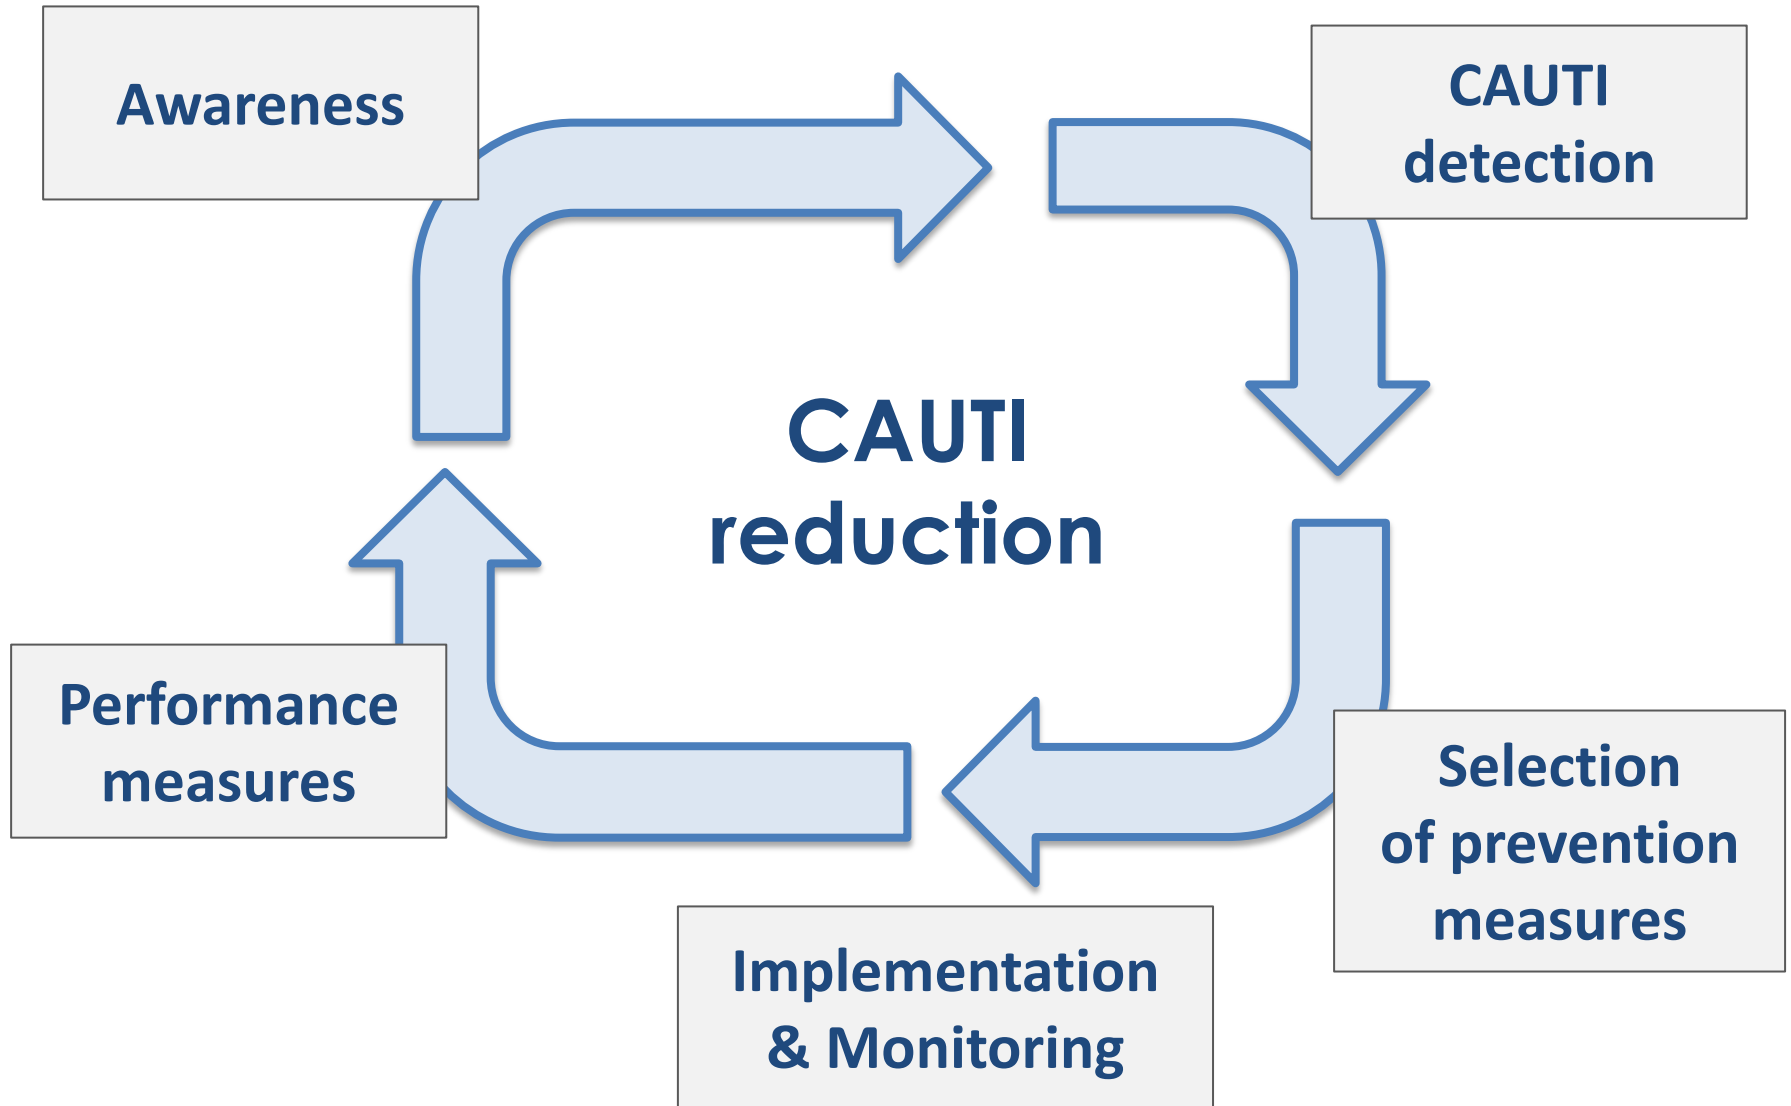 Awareness
CAUTI
detection
CAUTI
reduction
Performance
measures
Selection
of prevention
measures
Implementation
& Monitoring